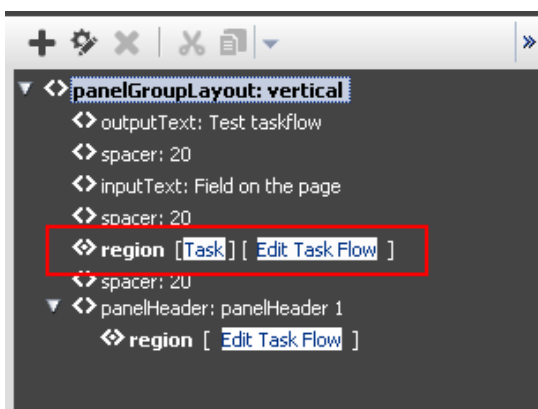 »
<> panelGroupLayout: vertical
<> outputText: Test taskflow
<> spacer: 20
<> inputText: Field on the page
<> spacer: 20
<> region [Task] [ Edit Task Flow ]
<> spacer: 20
<> panelHeader: panelHeader 1
<> region [ Edit Task Flow ]